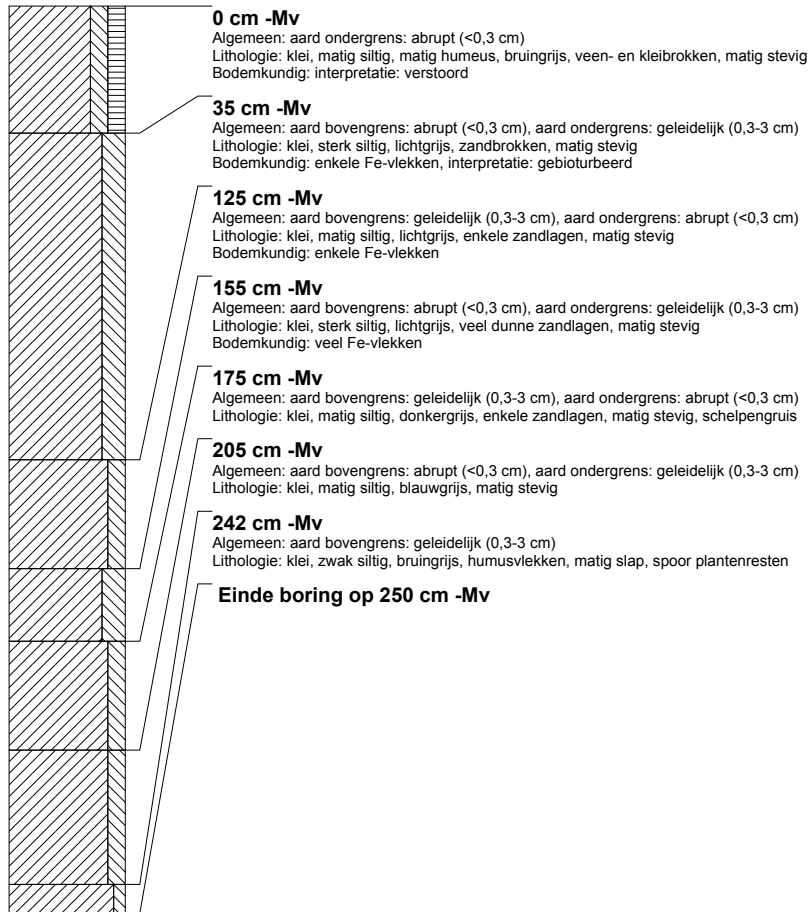 0 cm -Mv
Algemeen: aard ondergrens: abrupt (<0,3 cm)
Lithologie: klei, matig siltig, matig humeus, bruingrijs, veen- en kleibrokken, matig stevig
Bodemkundig: interpretatie: verstoord
35 cm -Mv
Algemeen: aard bovengrens: abrupt (<0,3 cm), aard ondergrens: geleidelijk (0,3-3 cm)
Lithologie: klei, sterk siltig, lichtgrijs, zandbrokken, matig stevig
Bodemkundig: enkele Fe-vlekken, interpretatie: gebioturbeerd
125 cm -Mv
Algemeen: aard bovengrens: geleidelijk (0,3-3 cm), aard ondergrens: abrupt (<0,3 cm)
Lithologie: klei, matig siltig, lichtgrijs, enkele zandlagen, matig stevig
Bodemkundig: enkele Fe-vlekken
155 cm -Mv
Algemeen: aard bovengrens: abrupt (<0,3 cm), aard ondergrens: geleidelijk (0,3-3 cm)
Lithologie: klei, sterk siltig, lichtgrijs, veel dunne zandlagen, matig stevig
Bodemkundig: veel Fe-vlekken
175 cm -Mv
Algemeen: aard bovengrens: geleidelijk (0,3-3 cm), aard ondergrens: abrupt (<0,3 cm)
Lithologie: klei, matig siltig, donkergrijs, enkele zandlagen, matig stevig, schelpengruis
205 cm -Mv
Algemeen: aard bovengrens: abrupt (<0,3 cm), aard ondergrens: geleidelijk (0,3-3 cm)
Lithologie: klei, matig siltig, blauwgrijs, matig stevig
242 cm -Mv
Algemeen: aard bovengrens: geleidelijk (0,3-3 cm)
Lithologie: klei, zwak siltig, bruingrijs, humusvlekken, matig slap, spoor plantenresten
Einde boring op 250 cm -Mv